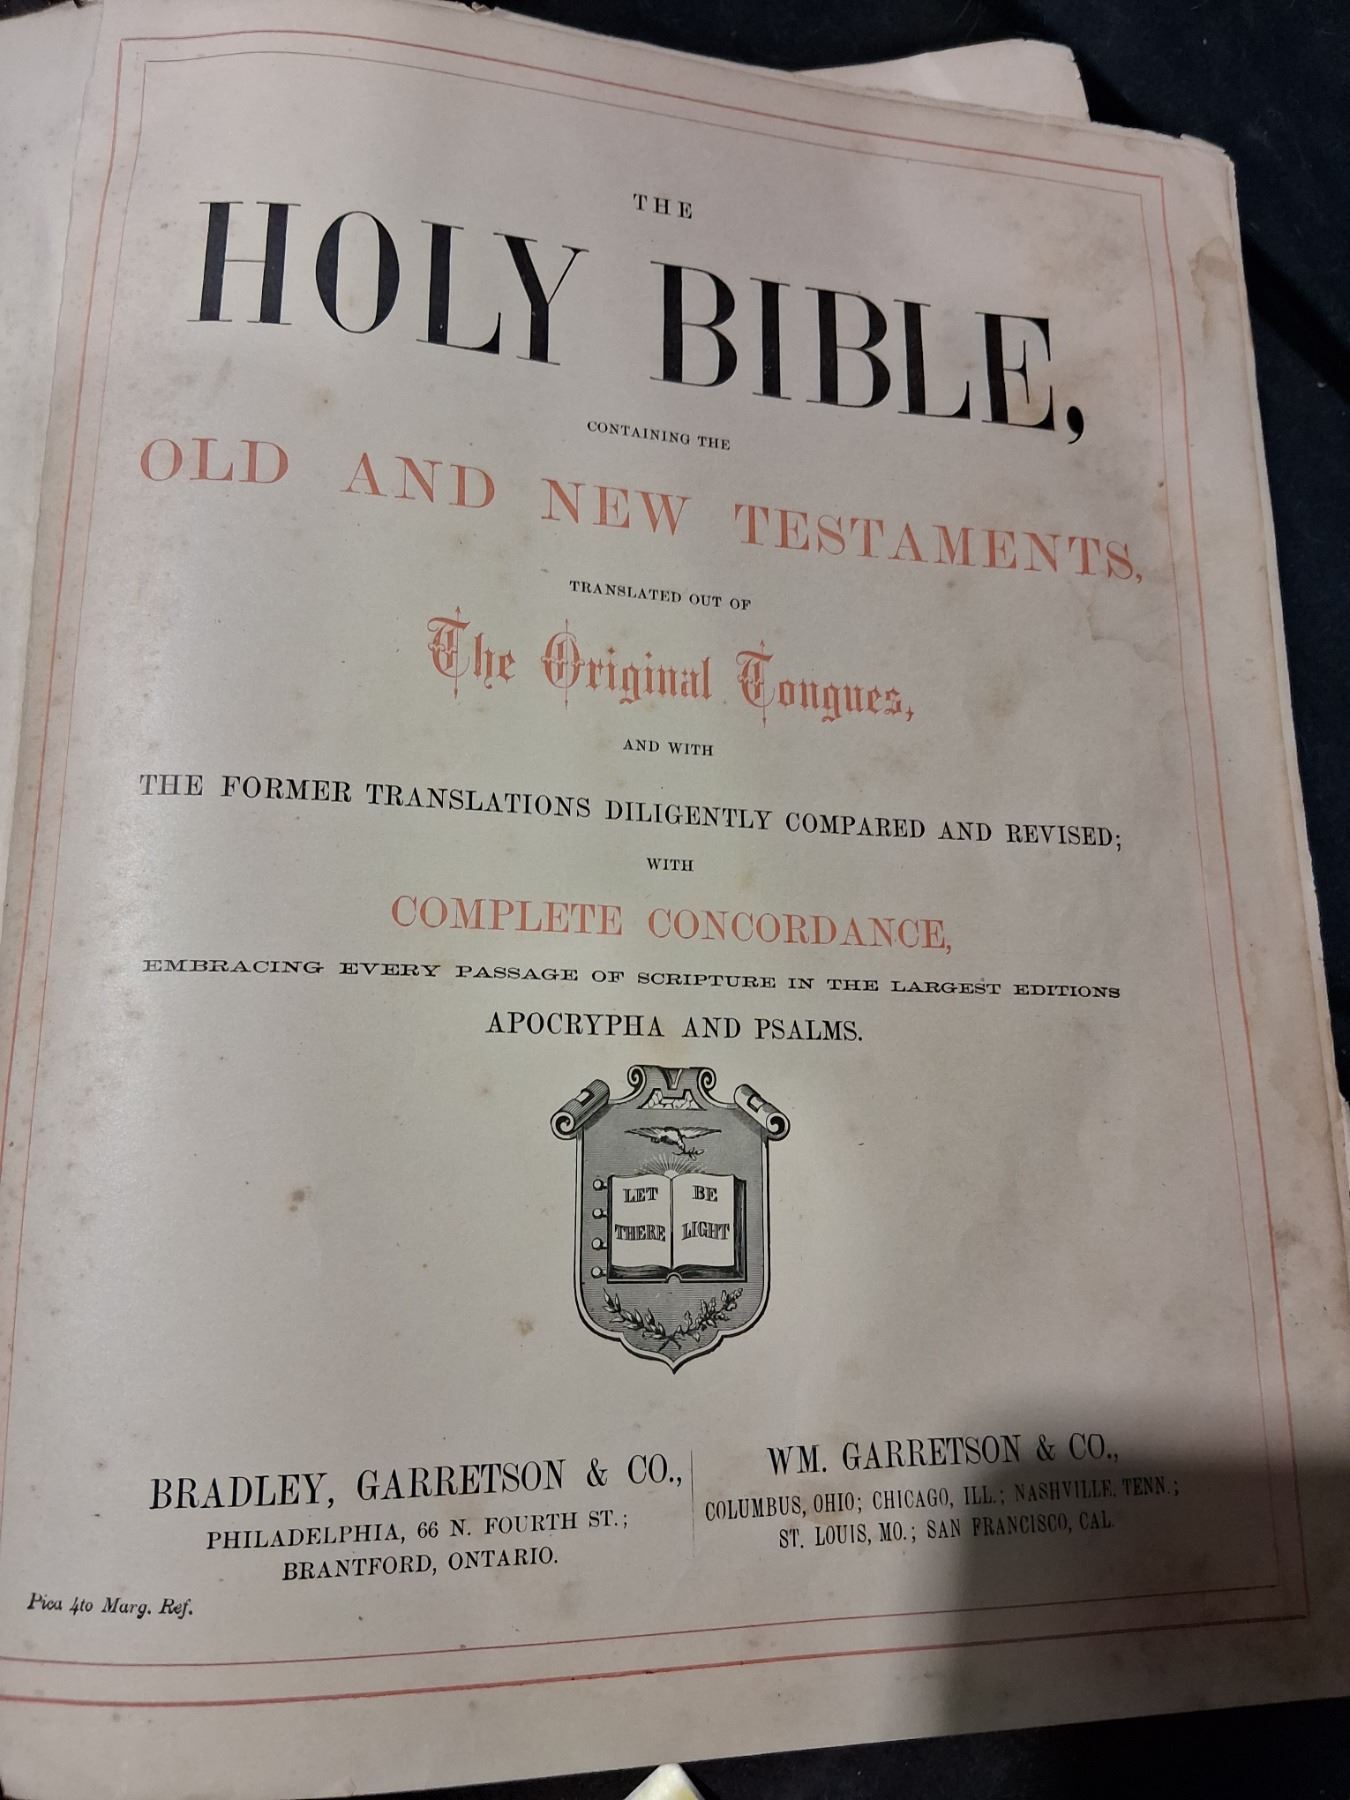 THE
HOLY BIBLE,
CONTAINING THE
OLD AND NEW TESTAMENTS,
TRANSLATED OUT OF
The Original Tongues,
AND WITH
THE FORMER TRANSLATIONS DILIGENTLY COMPARED AND REVISED;
WITH
COMPLETE CONCORDANCE,
EMBRACING EVERY PASSAGE OF SCRIPTURE IN THE LARGEST EDITIONS
APOCRYPHA AND PSALMS.
LET BE
THERE LIGHT
BRADLEY, GARRETSON & CO.,
PHILADELPHIA, 66 N. FOURTH ST.;
BRANTFORD, ONTARIO.
WM. GARRETSON & CO.,
COLUMBUS, OHIO; CHICAGO, ILL.; NASHVILLE, TENN.;
ST. LOUIS, MO.; SAN FRANCISCO, CAL.
Pica 4to Marg. Ref.